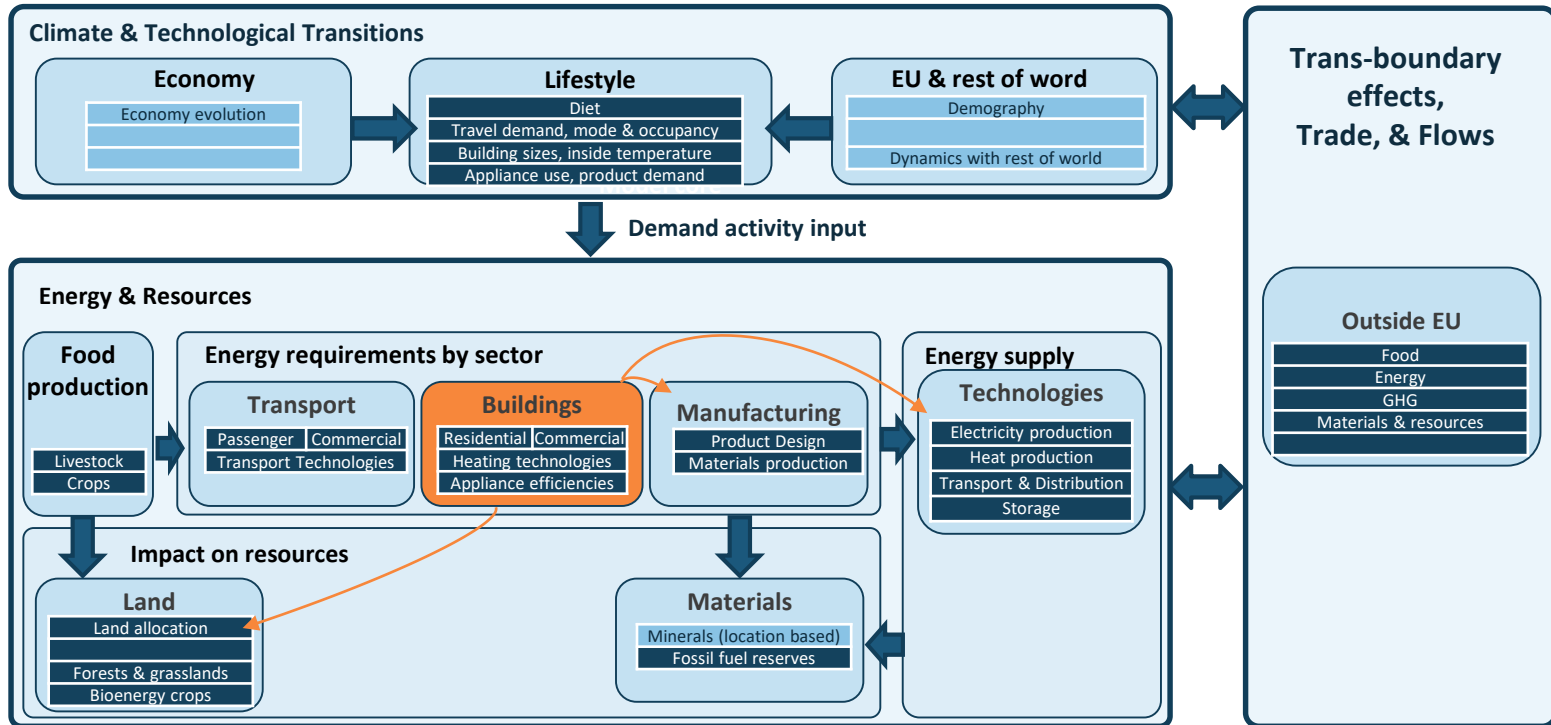 Climate & Technological Transitions
Economy
Economy evolution
Lifestyle
Diet
Travel demand, mode & occupancy
Building sizes, inside temperature
Appliance use, product demand
EU & rest of word
Demography
Dynamics with rest of world
Trans-boundary
effects,
Trade, & Flows
Demand activity input
Energy & Resources
Food
production
Livestock
Crops
Energy requirements by sector
Transport
Passenger
Commercial
Transport Technologies
Buildings
Residential
Commercial
Heating technologies
Appliance efficiencies
Manufacturing
Product Design
Materials production
Energy supply
Technologies
Electricity production
Heat production
Transport & Distribution
Storage
Outside EU
Food
Energy
GHG
Materials & resources
Impact on resources
Land
Land allocation
Forests & grasslands
Bioenergy crops
Materials
Minerals (location based)
Fossil fuel reserves